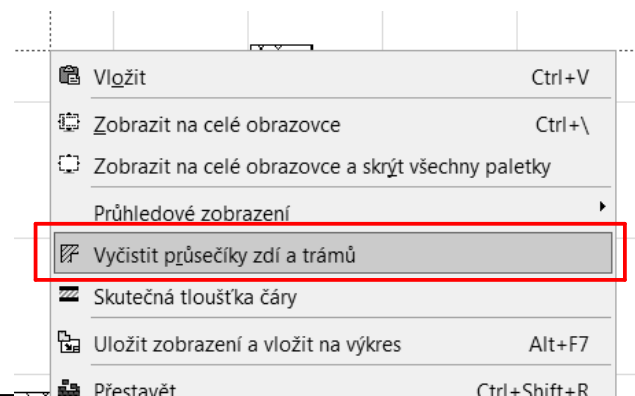 Vložit Ctrl+V
Zobrazit na celé obrazovce Ctrl+\
Zobrazit na celé obrazovce a skrýt všechny paletky
Průhledové zobrazení
Vyčistit průsečíky zdí a trámů
Skutečná tloušťka čáry
Uložit zobrazení a vložit na výkres Alt+F7
Přestavět Ctrl+Shift+R